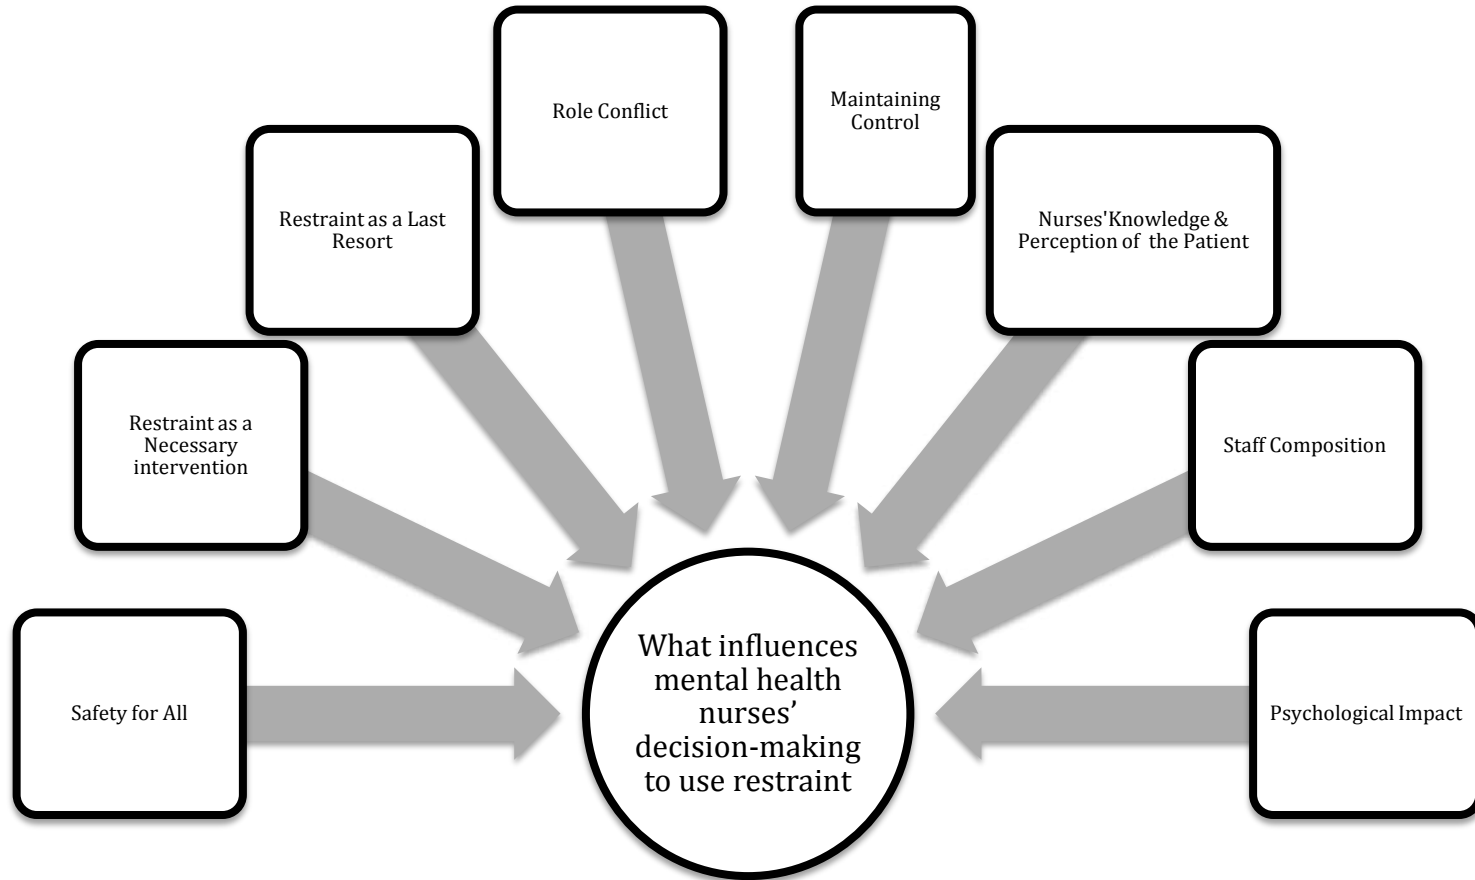 Role Conflict
Maintaining
Control
Restraint as a Last
Resort
Nurses'Knowledge &
Perception of the Patient
Restraint as a
Necessary
intervention
Staff Composition
Safety for All
What influences
mental health
nurses’
decision-making
to use restraint
Psychological Impact